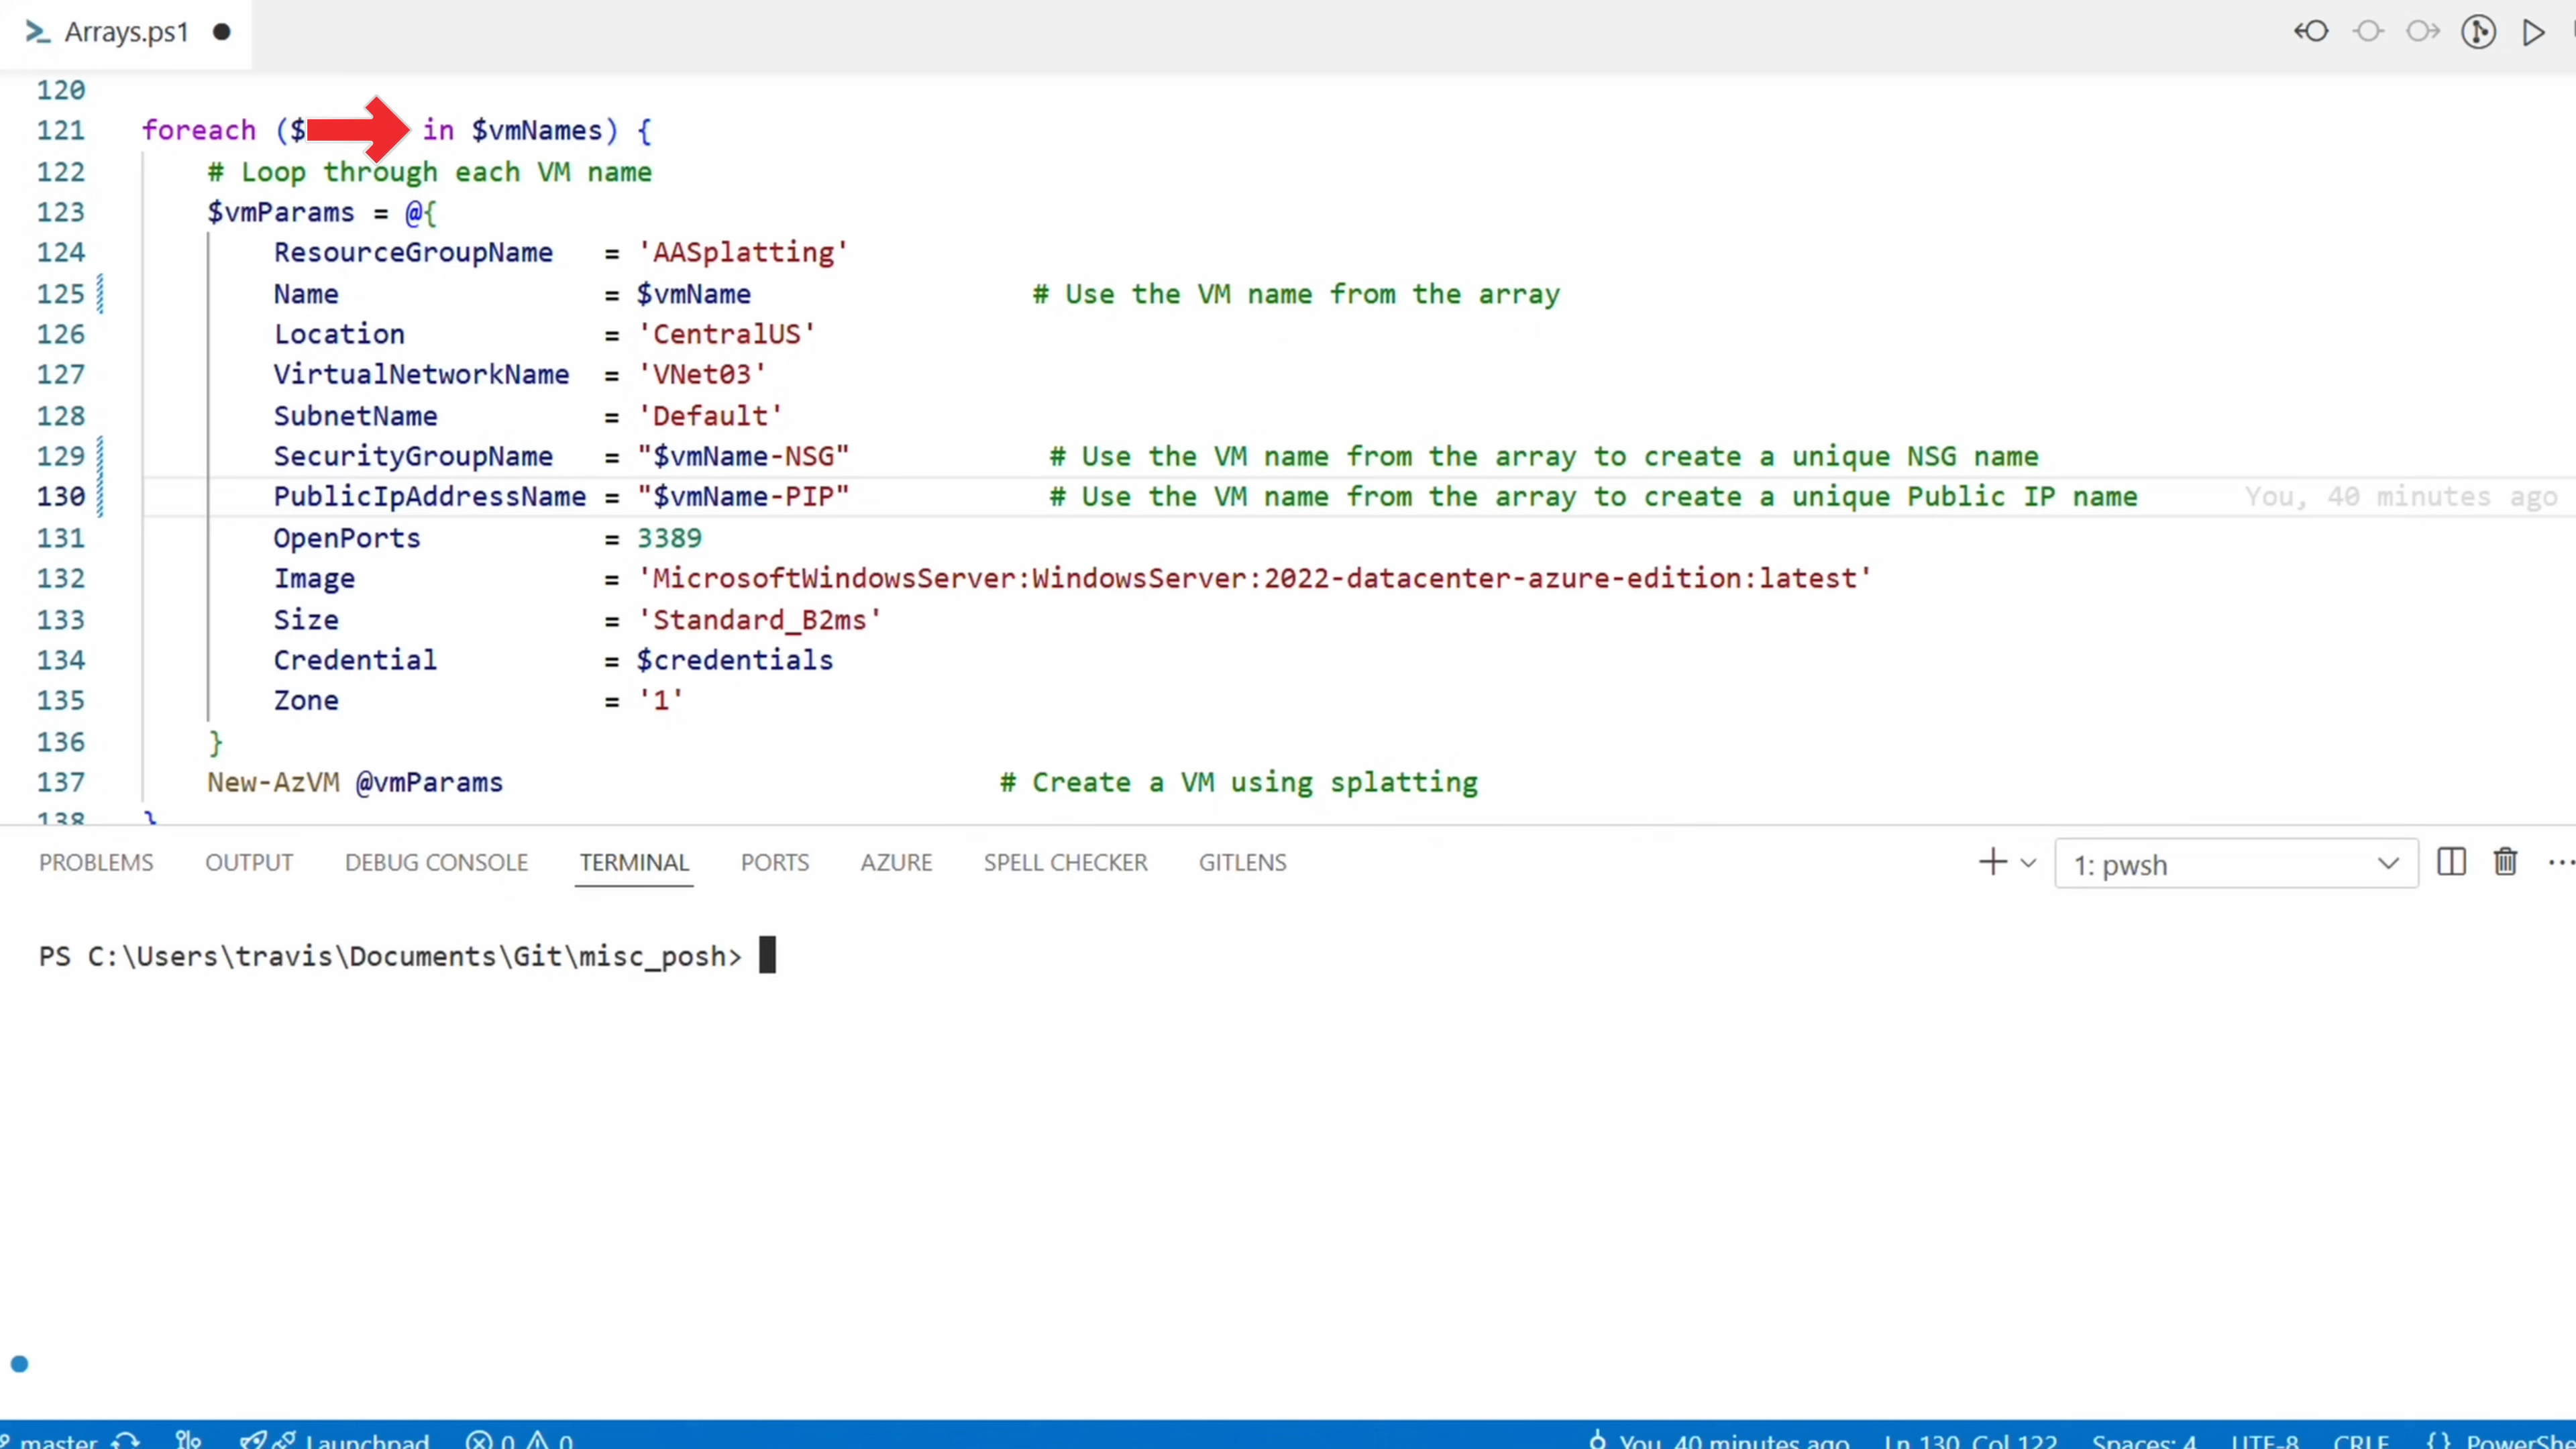 Arrays.ps1
120
121 foreach ($ in $vmNames) {
122 # Loop through each VM name
123 $vmParams = @{
124 ResourceGroupName = 'AASplatting'
125 Name = $vmName # Use the VM name from the array
126 Location = 'CentralUS'
127 VirtualNetworkName = 'VNet03'
128 SubnetName = 'Default'
129 SecurityGroupName = "$vmName-NSG" # Use the VM name from the array to create a unique NSG name
130 PublicIpAddressName = "$vmName-PIP" # Use the VM name from the array to create a unique Public IP name You, 40 minutes ago
131 OpenPorts = 3389
132 Image = 'MicrosoftWindowsServer:WindowsServer:2022-datacenter-azure-edition:latest'
133 Size = 'Standard_B2ms'
134 Credential = $credentials
135 Zone = '1'
136 }
137 New-AzVM @vmParams # Create a VM using splatting
138 }
PROBLEMS OUTPUT DEBUG CONSOLE TERMINAL PORTS AZURE SPELL CHECKER GITLENS 1: pwsh
PS C:\Users\travis\Documents\Git\misc_posh>
master Launchpad 0 0 You, 40 minutes ago Ln 130, Col 122 Spaces: 4 UTF-8 CRLF {} PowerShe